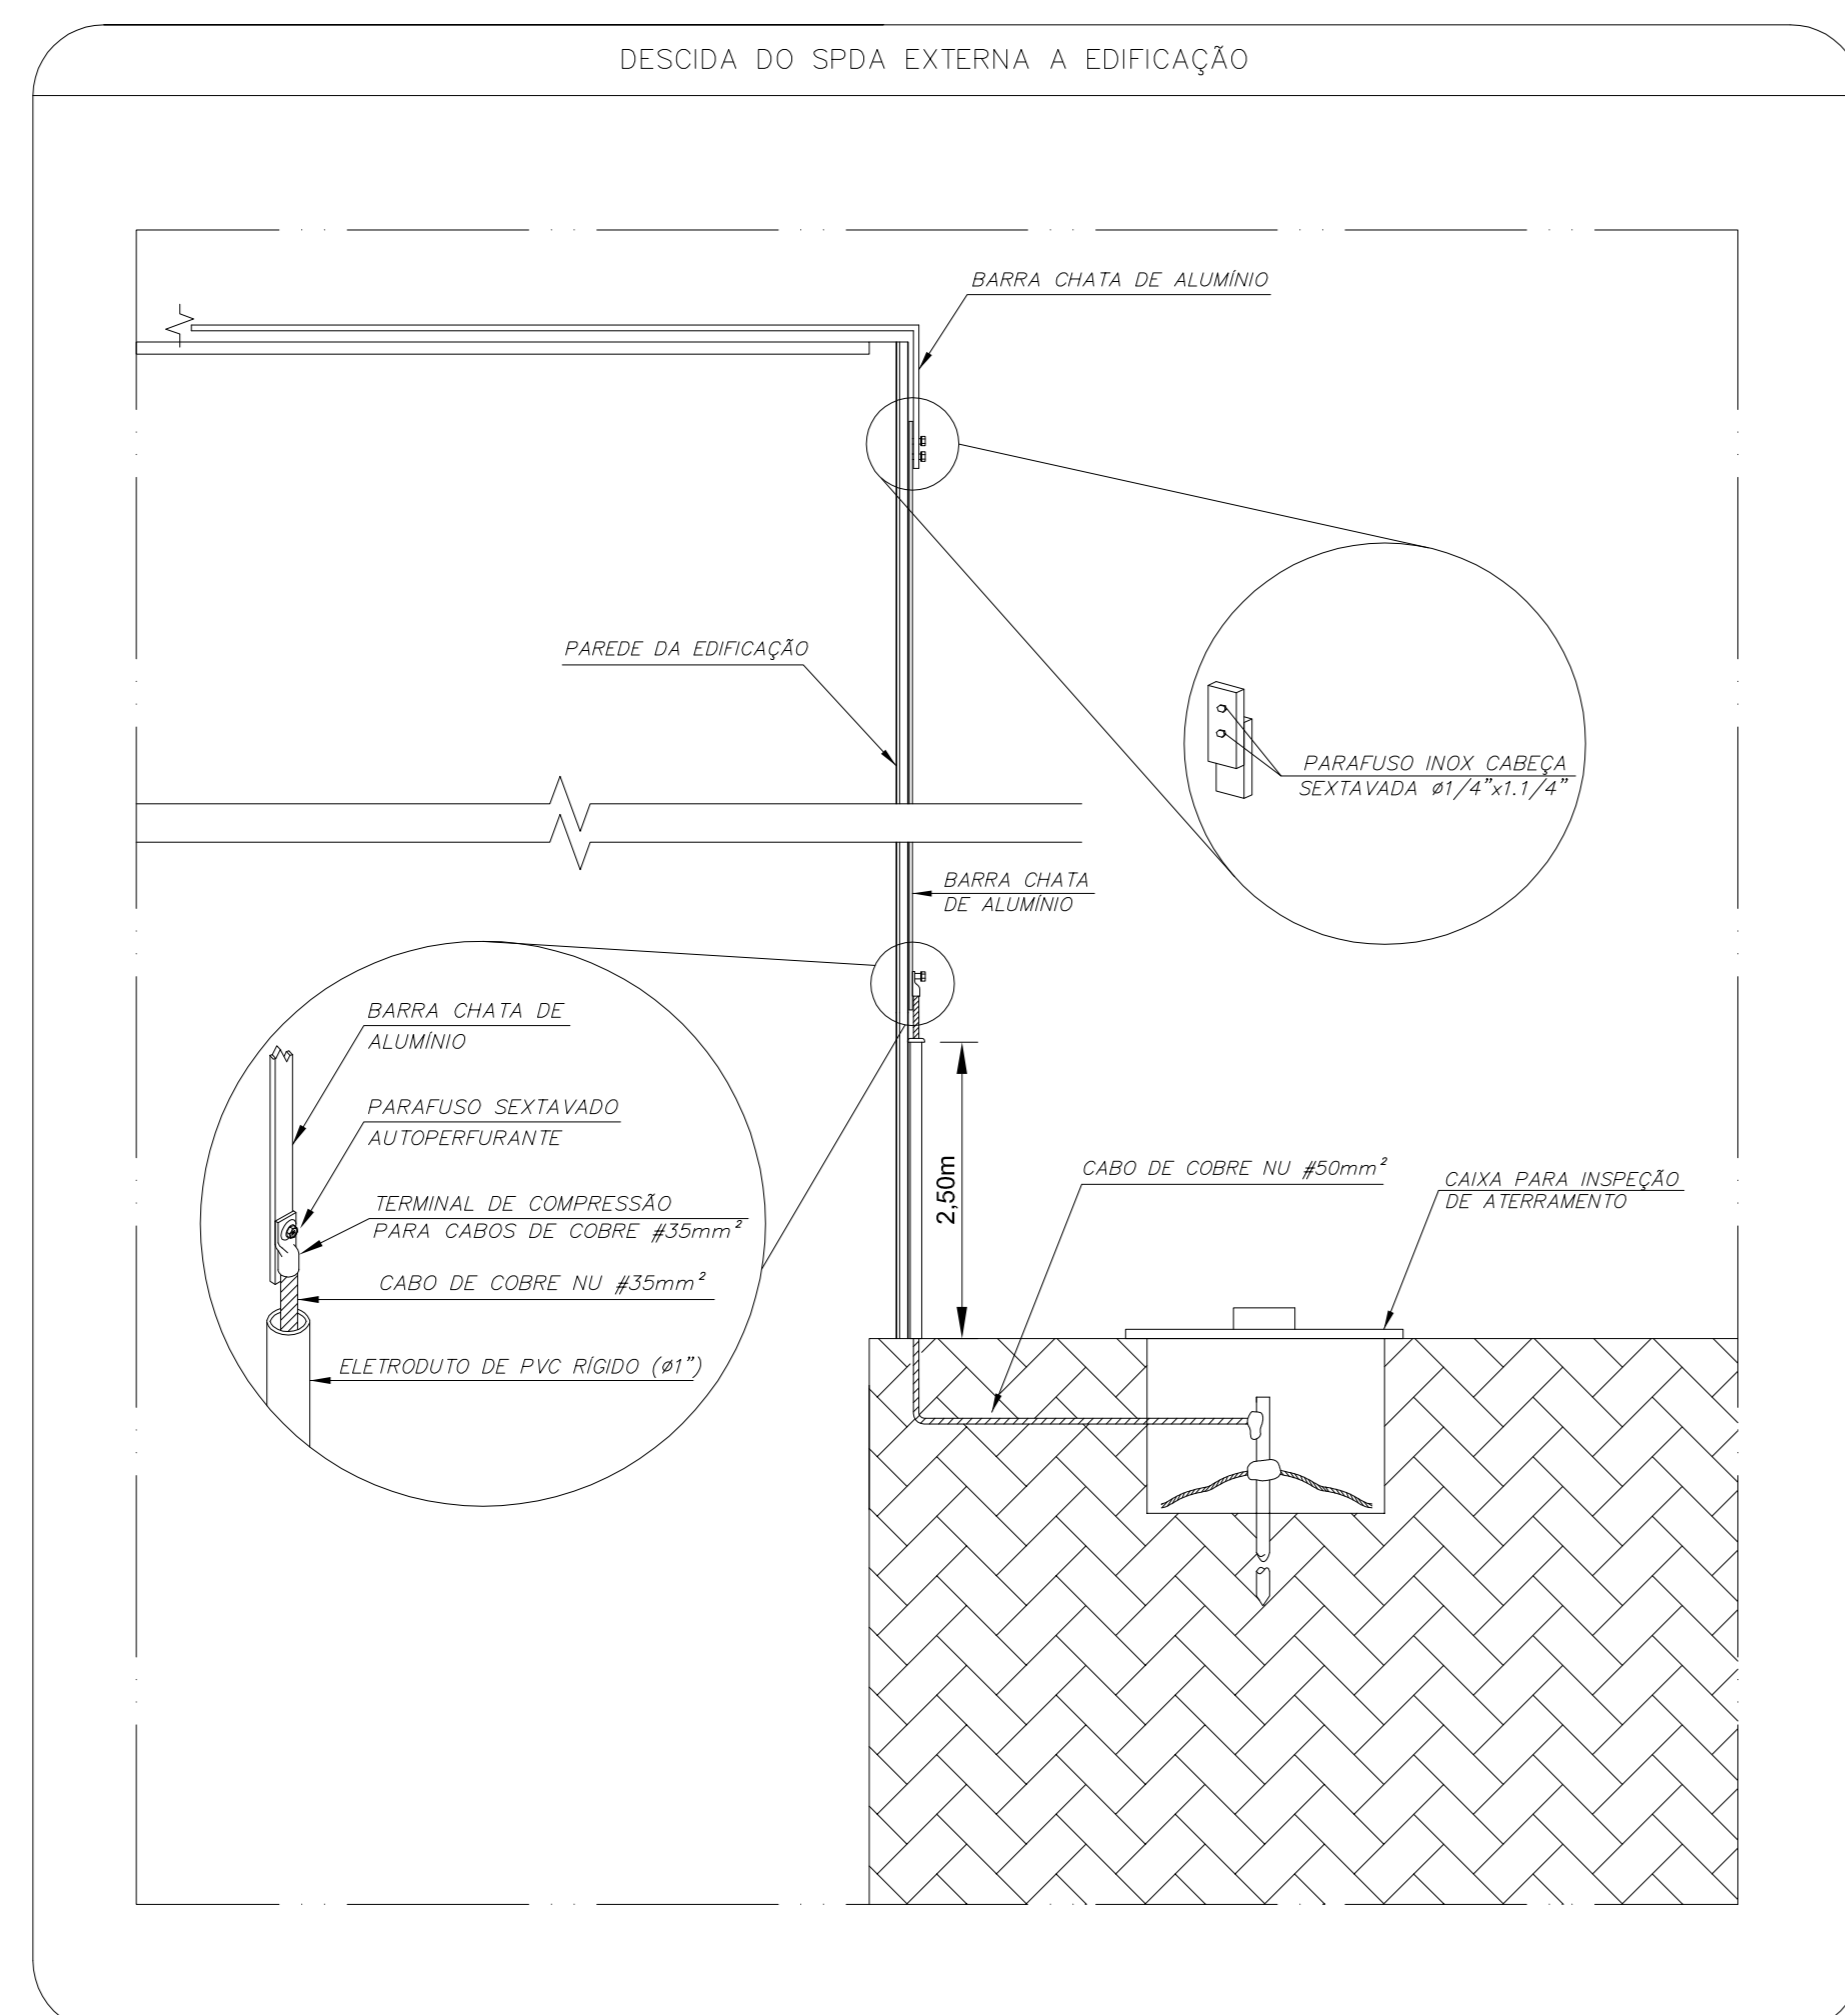 DESCIDA DO SPDA EXTERNA A EDIFICAÇÃO
BARRA CHATA DE ALUMÍNIO
PAREDE DA EDIFICAÇÃO
PARAFUSO INOX CABEÇA
SEXTAVADA ø1/4"x1.1/4"
BARRA CHATA
DE ALUMÍNIO
BARRA CHATA DE
ALUMÍNIO
PARAFUSO SEXTAVADO
AUTOPERFURANTE
TERMINAL DE COMPRESSÃO
PARA CABOS DE COBRE #35mm²
CABO DE COBRE NU #35mm²
ELETRODUTO DE PVC RÍGIDO (ø1")
2,50m
CABO DE COBRE NU #50mm²
CAIXA PARA INSPEÇÃO
DE ATERRAMENTO